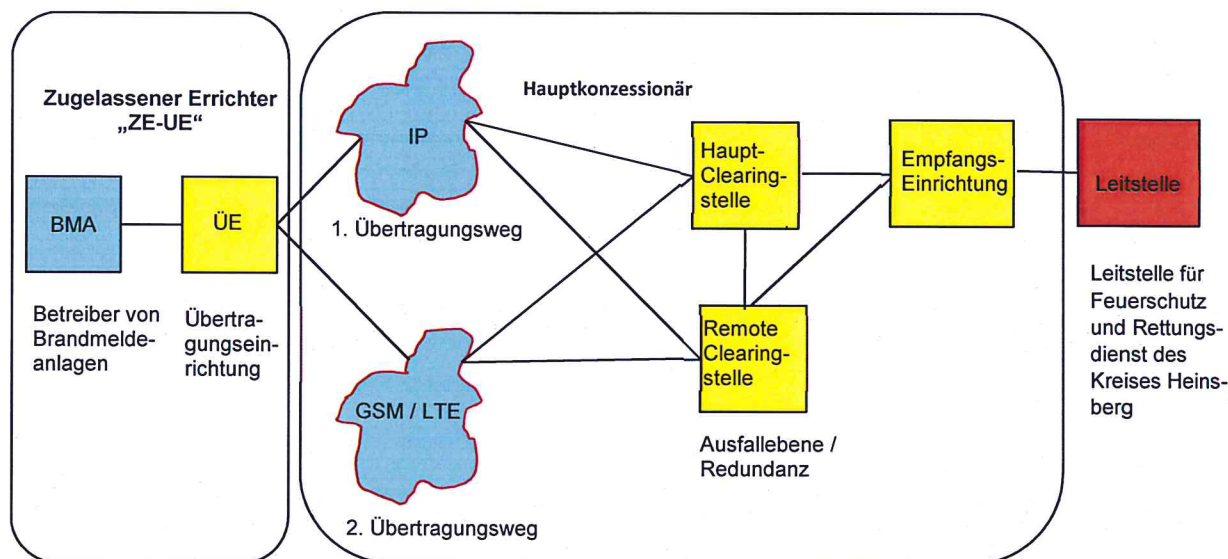 Zugelassener Errichter
„ZE-UE“
BMA
ÜE
Betreiber von
Brandmelde-
anlagen
Übertra-
gungsein-
richtung
Hauptkonzessionär
IP
1. Übertragungsweg
GSM / LTE
2. Übertragungsweg
Haupt-
Clearing-
stelle
Remote
Clearing-
stelle
Ausfallebene /
Redundanz
Empfangs-
Einrichtung
Leitstelle
Leitstelle für
Feuerschutz
und Rettungs-
dienst des
Kreises Heins-
berg